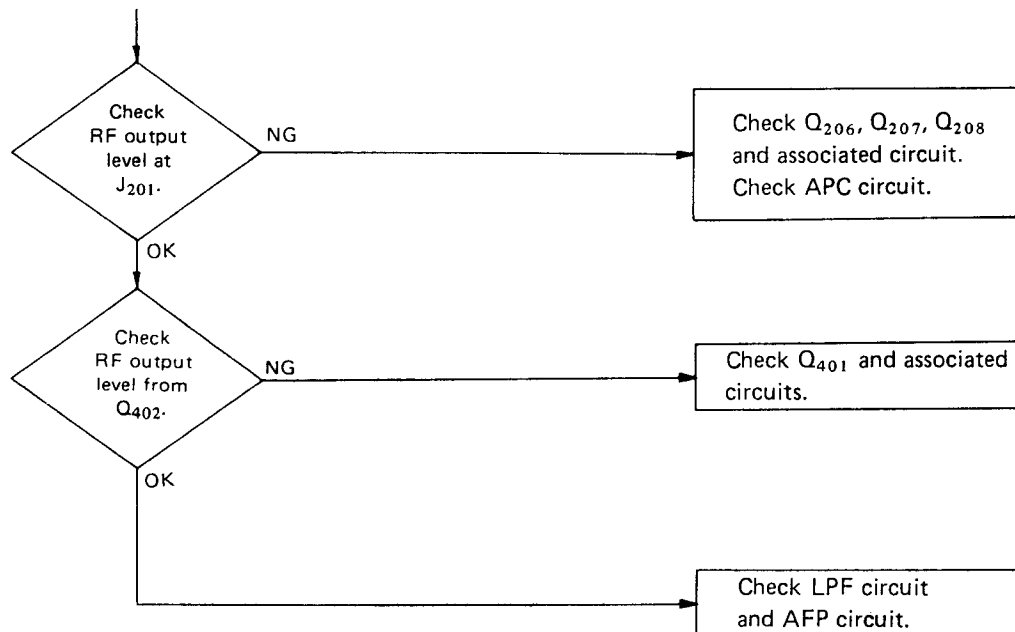 Check
RF output
level at
J201.
NG
Check Q206, Q207, Q208
and associated circuit.
Check APC circuit.
OK
Check
RF output
level from
Q402.
NG
Check Q401 and associated
circuits.
OK
Check LPF circuit
and AFP circuit.